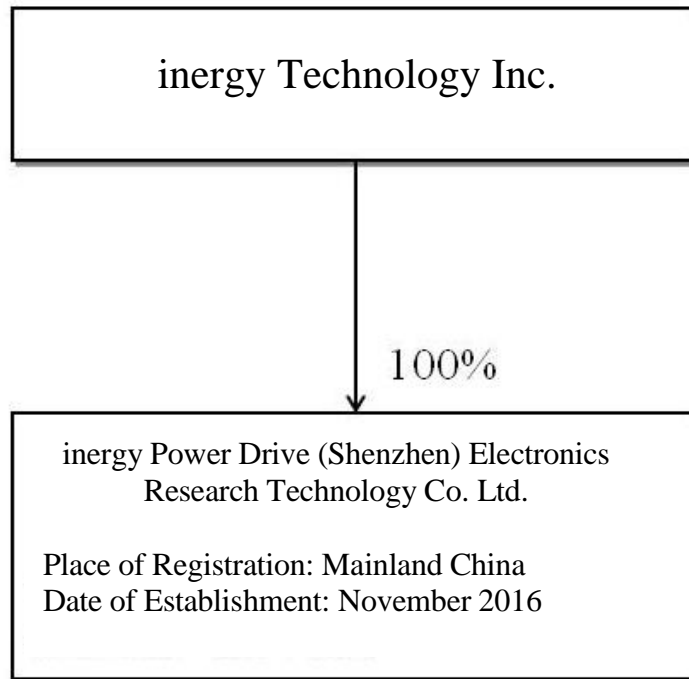 inergy Technology Inc.
100%
inergy Power Drive (Shenzhen) Electronics
Research Technology Co. Ltd.
Place of Registration: Mainland China
Date of Establishment: November 2016